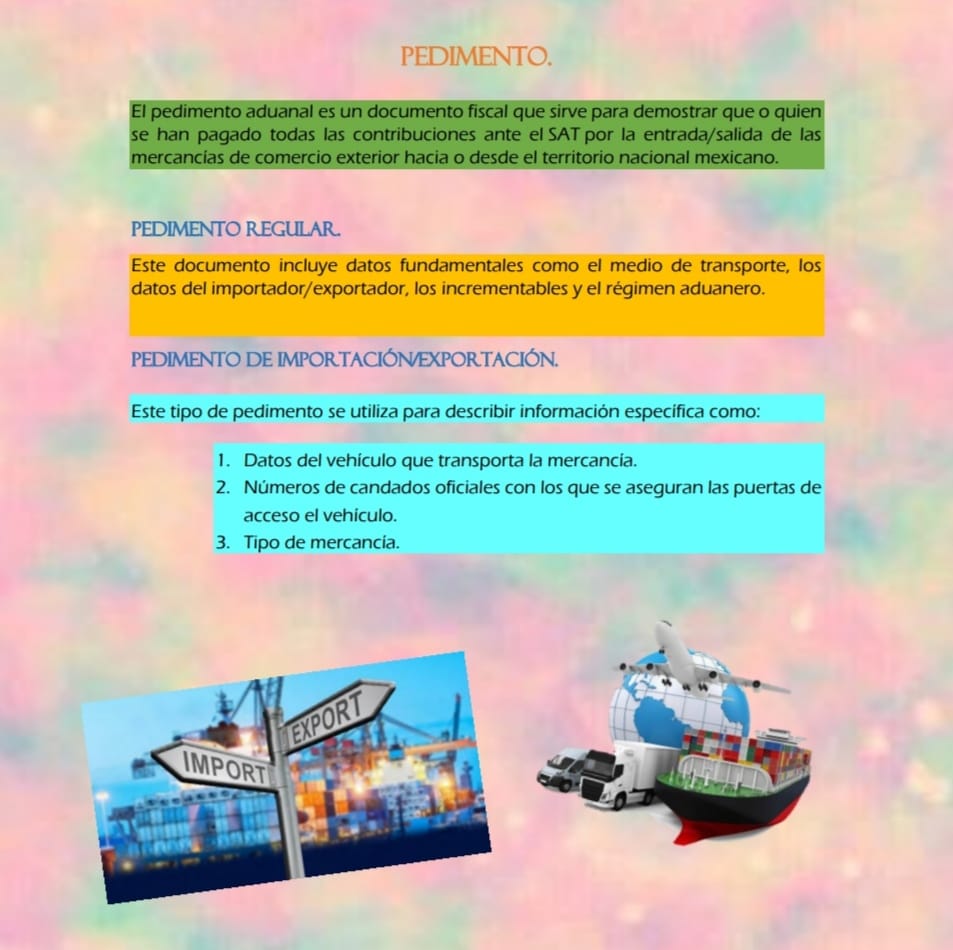 PEDIMENTO.
El pedimento aduanal es un documento fiscal que sirve para demostrar que o quien
se han pagado todas las contribuciones ante el SAT por la entrada/salida de las
mercancías de comercio exterior hacia o desde el territorio nacional mexicano.
PEDIMENTO REGULAR.
Este documento incluye datos fundamentales como el medio de transporte, los
datos del importador/exportador, los incrementables y el régimen aduanero.
PEDIMENTO DE IMPORTACIÓN/EXPORTACIÓN.
Este tipo de pedimento se utiliza para describir información específica como:
1. Datos del vehículo que transporta la mercancía.
2. Números de candados oficiales con los que se aseguran las puertas de
acceso el vehículo.
3. Tipo de mercancía.
EXPORT
IMPORT